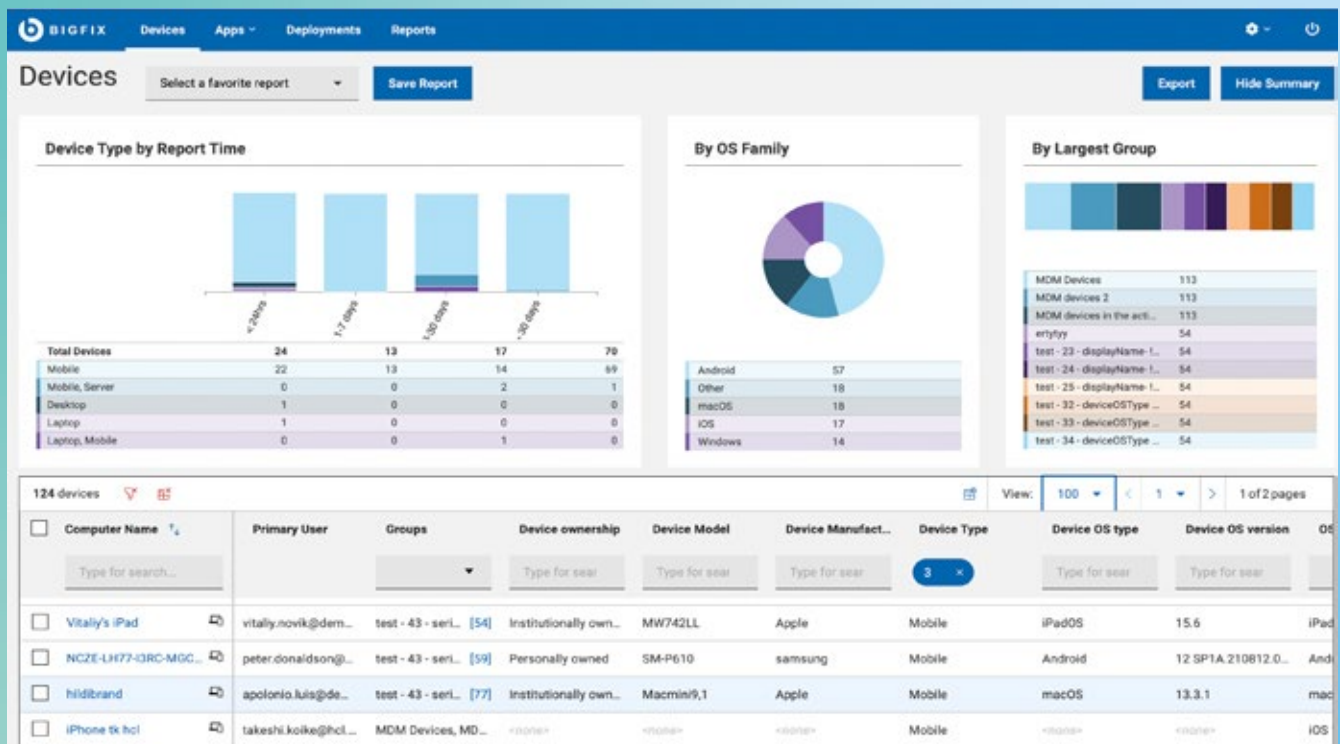 BIGFIX Devices Apps Deployments Reports
Devices Select a favorite report Save Report Export Hide Summary
Device Type by Report Time
< 24hrs 1-7 days -30 days -30 days
Total Devices 24 13 17 70
Mobile 22 13 14 69
Mobile, Server 0 0 2 1
Desktop 1 0 0 0
Laptop 1 0 0 0
Laptop, Mobile 0 0 1 0
By OS Family
Android 57
Other 18
macOS 18
iOS 17
Windows 14
By Largest Group
MDM Devices 113
MDM devices 2 113
MDM devices in the acti... 113
ertytyy 54
test - 23 - displayName- !... 54
test - 24 - displayName- !... 54
test - 25 - displayName- !... 54
test - 32 - deviceOSType ... 54
test - 33 - deviceOSType ... 54
test - 34 - deviceOSType ... 54
124 devices View: 100 < 1 > 1 of 2 pages
Computer Name Primary User Groups Device ownership Device Model Device Manufact... Device Type Device OS type Device OS version OS
Type for search... Type for sear Type for sear Type for sear 3 × Type for sear Type for sear
Vitaliy's iPad vitaliy.novik@dem... test - 43 - seri... [54] Institutionally own... MW742LL Apple Mobile iPadOS 15.6 iPad
NCZE-LH77-I3RC-MGC... peter.donaldson@... test - 43 - seri... [59] Personally owned SM-P610 samsung Mobile Android 12 SP1A.210812.0... Andr
hildibrand apolonio.luis@de... test - 43 - seri... [77] Institutionally own... Macmini9,1 Apple Mobile macOS 13.3.1 mac
iPhone tk hcl takeshi.koike@hcl.... MDM Devices, MD... <none> <none> <none> Mobile <none> <none> iOS